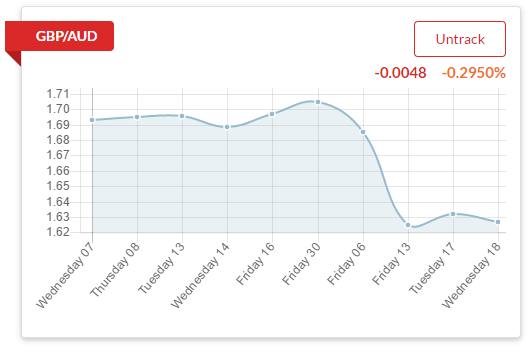 GBP/AUD
Untrack
-0.0048 -0.2950%
1.71
1.70
1.69
1.68
1.67
1.66
1.65
1.64
1.63
1.62
Wednesday 07
Thursday 08
Tuesday 13
Wednesday 14
Friday 16
Friday 30
Friday 06
Friday 13
Tuesday 17
Wednesday 18